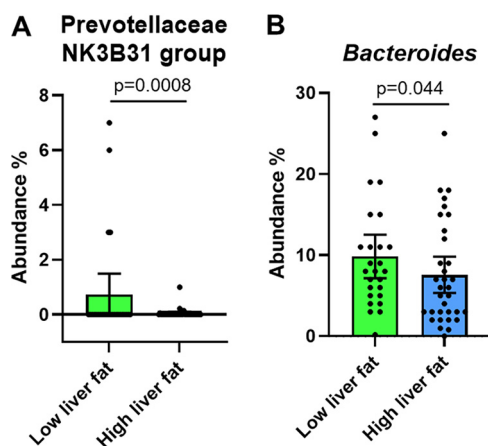 A
Prevotellaceae
NK3B31 group
p=0.0008
8
6
4
2
0
Abundance %
Low liver fat
High liver fat
B
Bacteroides
p=0.044
30
20
10
0
Abundance %
Low liver fat
High liver fat